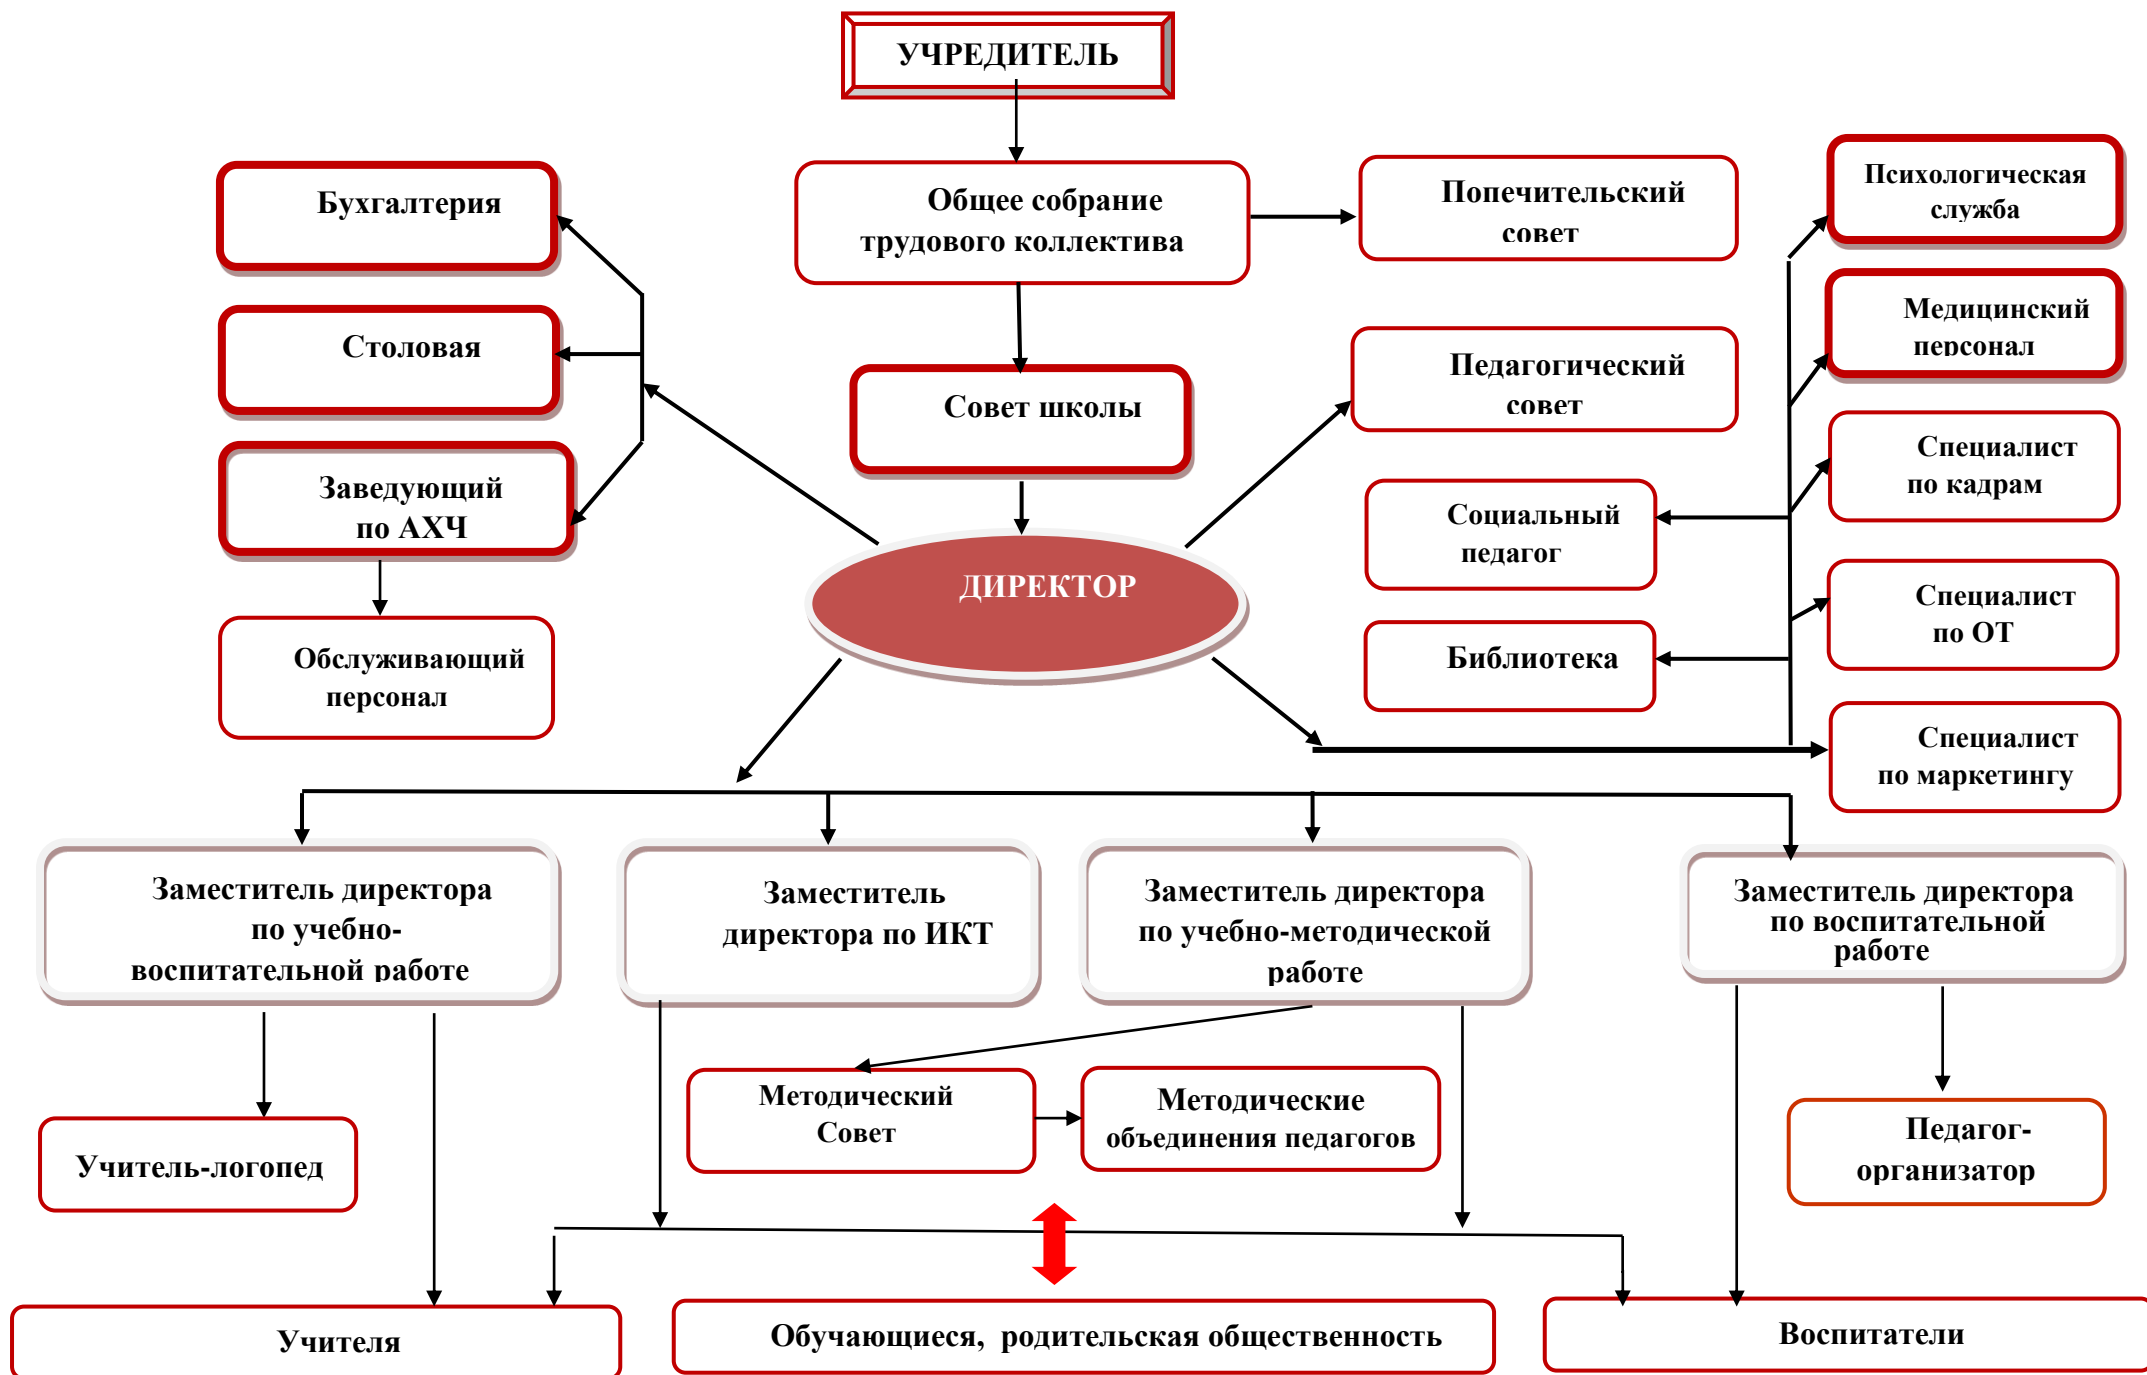 УЧРЕДИТЕЛЬ
Общее собрание
трудового коллектива
Попечительский
совет
Психологическая
служба
Бухгалтерия
Столовая
Заведующий
по АХЧ
Обслуживающий
персонал
Совет школы
Педагогический
совет
Медицинский
персонал
Специалист
по кадрам
Социальный
педагог
Специалист
по ОТ
Библиотека
Специалист
по маркетингу
ДИРЕКТОР
Заместитель директора
по учебно-
воспитательной работе
Заместитель
директора по ИКТ
Заместитель директора
по учебно-методической
работе
Заместитель директора
по воспитательной
работе
Учитель-логопед
Методический
Совет
Методические
объединения педагогов
Педагог-
организатор
Учителя
Обучающиеся, родительская общественность
Воспитатели